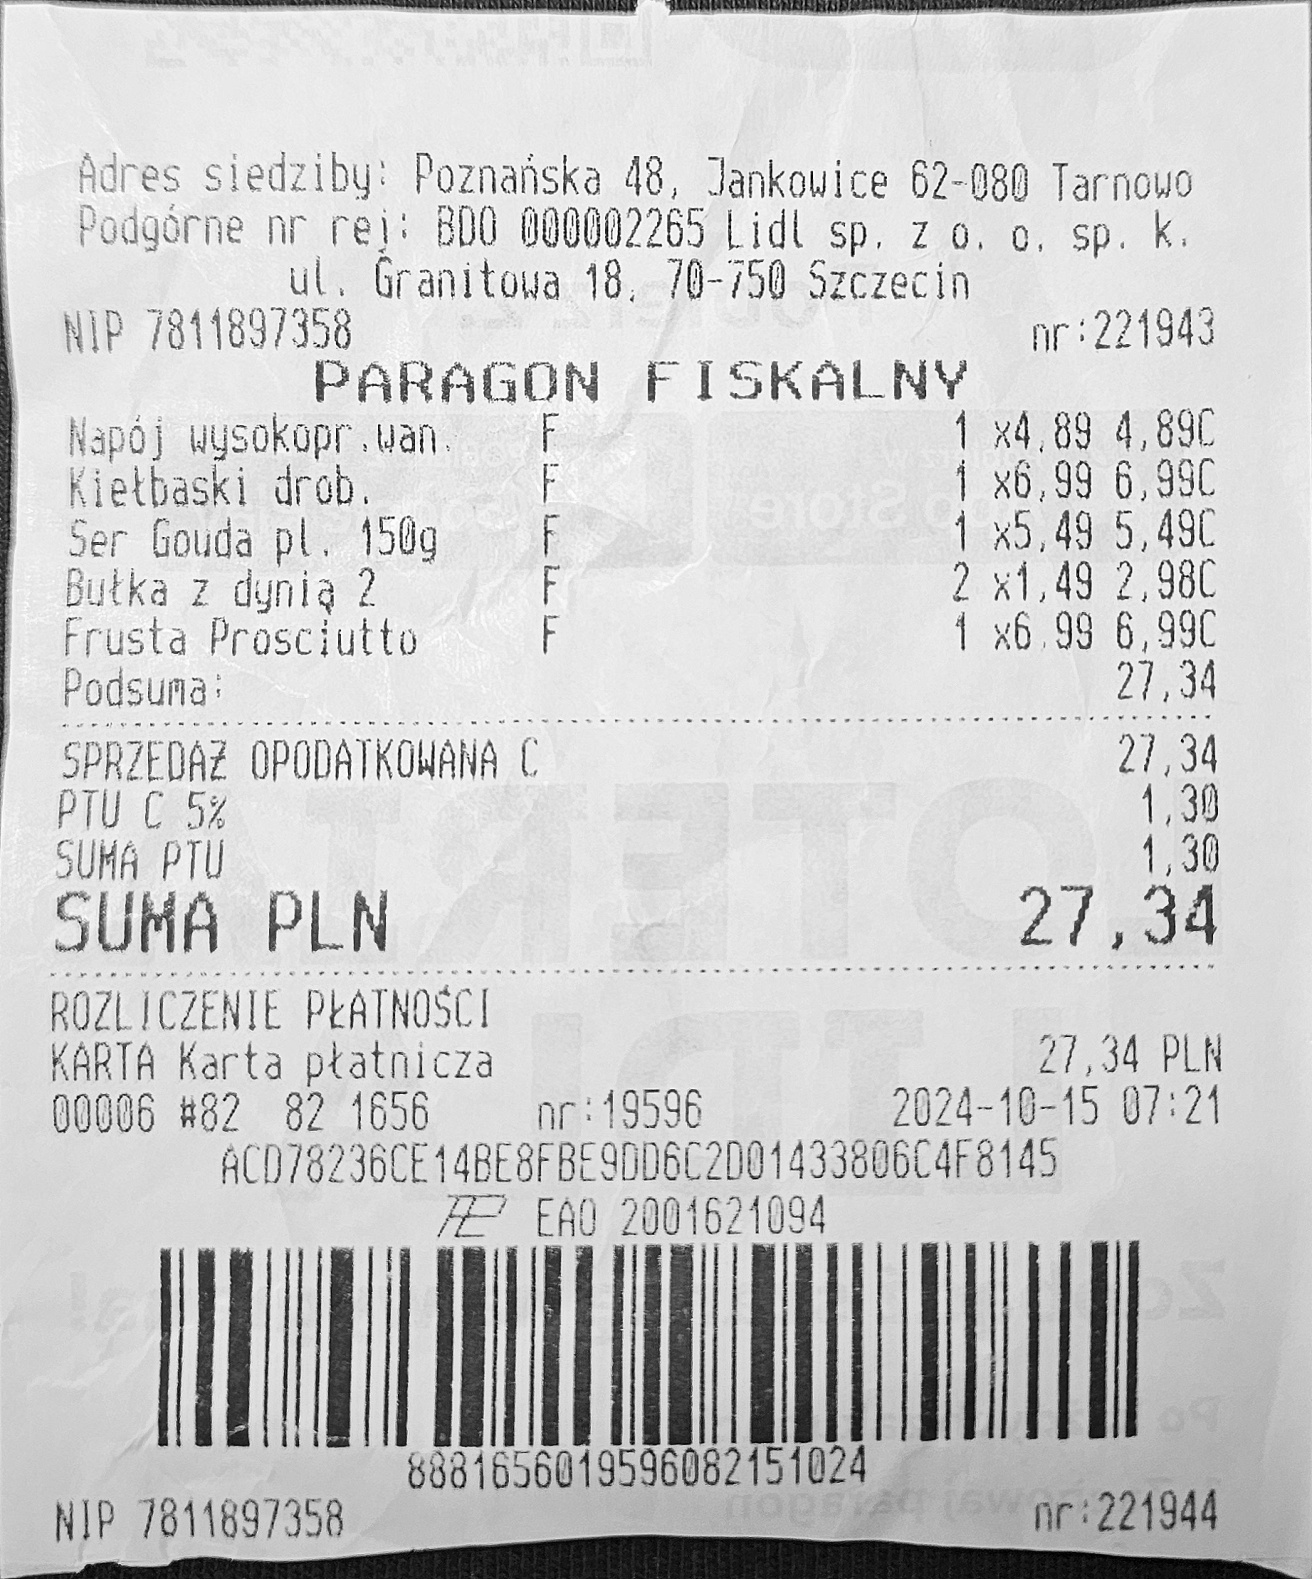 Adres siedziby: Poznańska 48, Jankowice 62-080 Tarnowo
Podgórne nr rej: BDO 000002265 Lidl sp. z o. o. sp. k.
ul. Granitowa 18, 70-750 Szczecin
NIP 7811897358 nr:221943
PARAGON FISKALNY
Napój wysokopr.wan. F 1 x4,89 4,89C
Kiełbaski drob. F 1 x6,99 6,99C
Ser Gouda pl. 150g F 1 x5,49 5,49C
Bułka z dynią 2 F 2 x1,49 2,98C
Frusta Prosciutto F 1 x6,99 6,99C
Podsuma: 27,34
SPRZEDAŻ OPODATKOWANA C 27,34
PTU C 5% 1,30
SUMA PTU 1,30
SUMA PLN 27,34
ROZLICZENIE PŁATNOŚCI
KARTA Karta płatnicza 27,34 PLN
00006 #82 82 1656 nr:19596 2024-10-15 07:21
ACD78236CE14BE8FBE9DD6C2D01433806C4F8145
EAO 2001621094
8881656019596082151024
NIP 7811897358 nr:221944